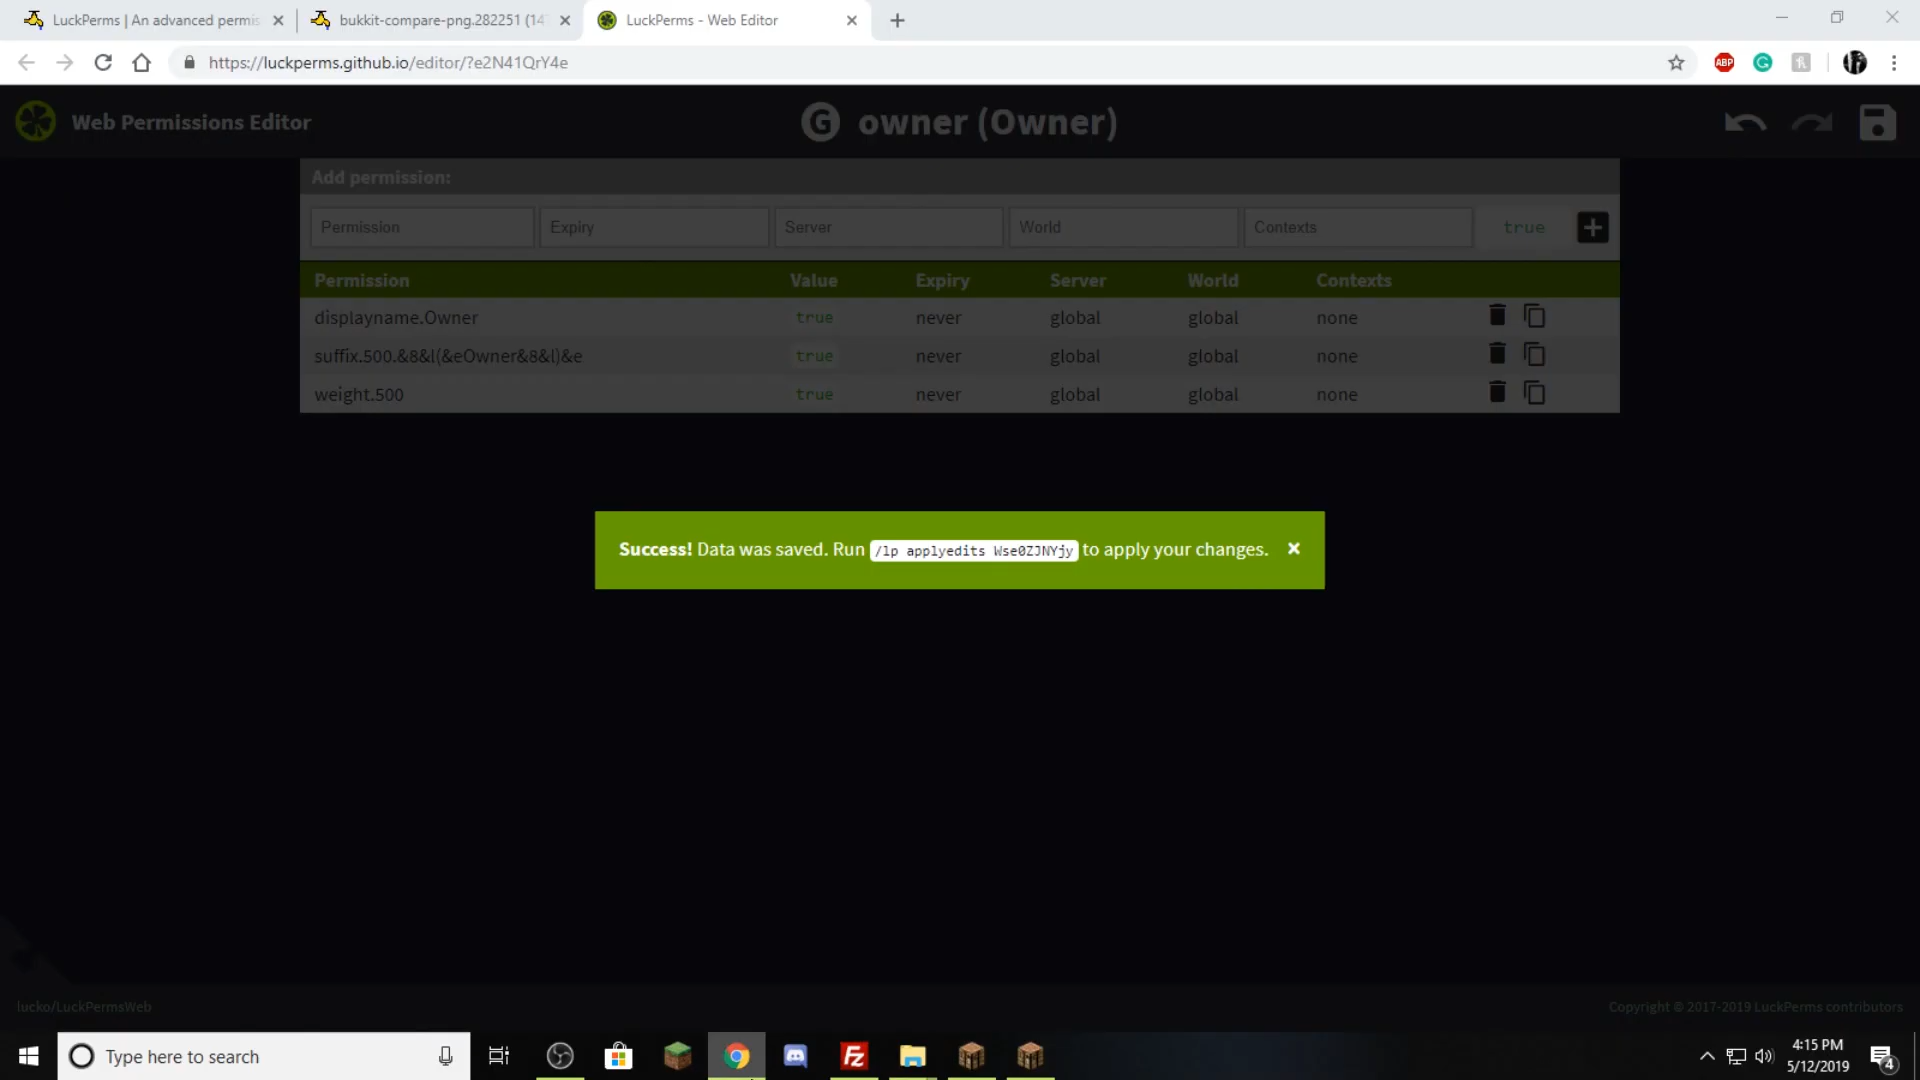 LuckPerms | An advanced permis
bukkit-compare-png.282251 (147
LuckPerms - Web Editor
https://luckperms.github.io/editor/?e2N41QrY4e
ABP
Web Permissions Editor
G owner (Owner)
Add permission:
Permission Expiry Server World Contexts true
Permission Value Expiry Server World Contexts
displayname.Owner true never global global none
suffix.500.&8&l(&eOwner&8&l)&e true never global global none
weight.500 true never global global none
Success! Data was saved. Run /lp applyedits Wse0ZJNYjy to apply your changes.
lucko/LuckPermsWeb
Copyright © 2017-2019 LuckPerms contributors
Type here to search
Fz
4:15 PM
5/12/2019
4